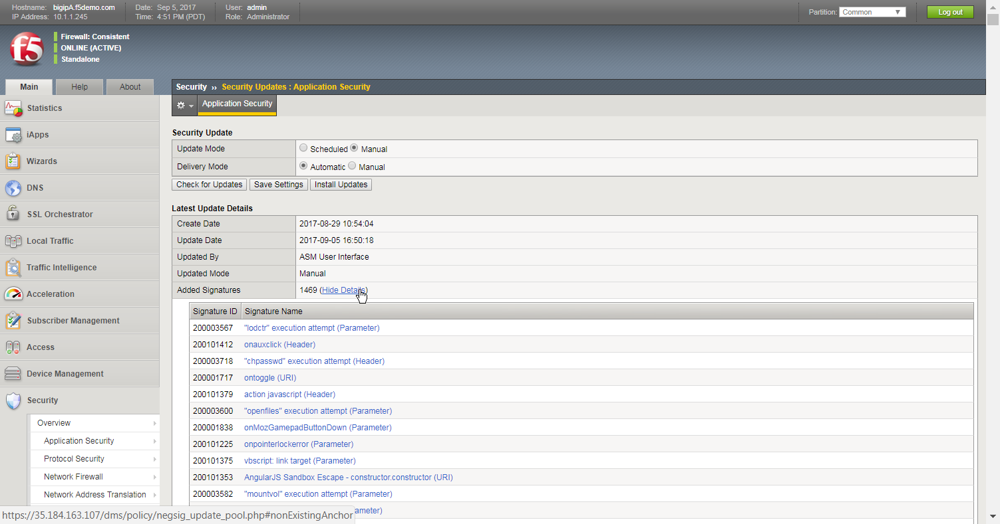 Hostname: bigipA.f5demo.com Date: Sep 5, 2017 User: admin
IP Address: 10.1.1.245 Time: 4:51 PM (PDT) Role: Administrator
Partition: Common Log out
f5
Firewall: Consistent
ONLINE (ACTIVE)
Standalone
Main Help About
Statistics
iApps
Wizards
DNS
SSL Orchestrator
Local Traffic
Traffic Intelligence
Acceleration
Subscriber Management
Access
Device Management
Security
Overview
Application Security
Protocol Security
Network Firewall
Network Address Translation
Security ›› Security Updates : Application Security
Application Security
Security Update
Update Mode Scheduled Manual
Delivery Mode Automatic Manual
Check for Updates Save Settings Install Updates
Latest Update Details
Create Date 2017-08-29 10:54:04
Update Date 2017-09-05 16:50:18
Updated By ASM User Interface
Updated Mode Manual
Added Signatures 1469 (Hide Details)
Signature ID Signature Name
200003567 "lodctr" execution attempt (Parameter)
200101412 onauxclick (Header)
200003718 "chpasswd" execution attempt (Header)
200001717 ontoggle (URI)
200101379 action javascript (Header)
200003600 "openfiles" execution attempt (Parameter)
200001838 onMozGamepadButtonDown (Parameter)
200101225 onpointerlockerror (Parameter)
200101375 vbscript: link target (Parameter)
200101353 AngularJS Sandbox Escape - constructor.constructor (URI)
200003582 "mountvol" execution attempt (Parameter)
ameter)
https://35.184.163.107/dms/policy/negsig_update_pool.php#nonExistingAnchor